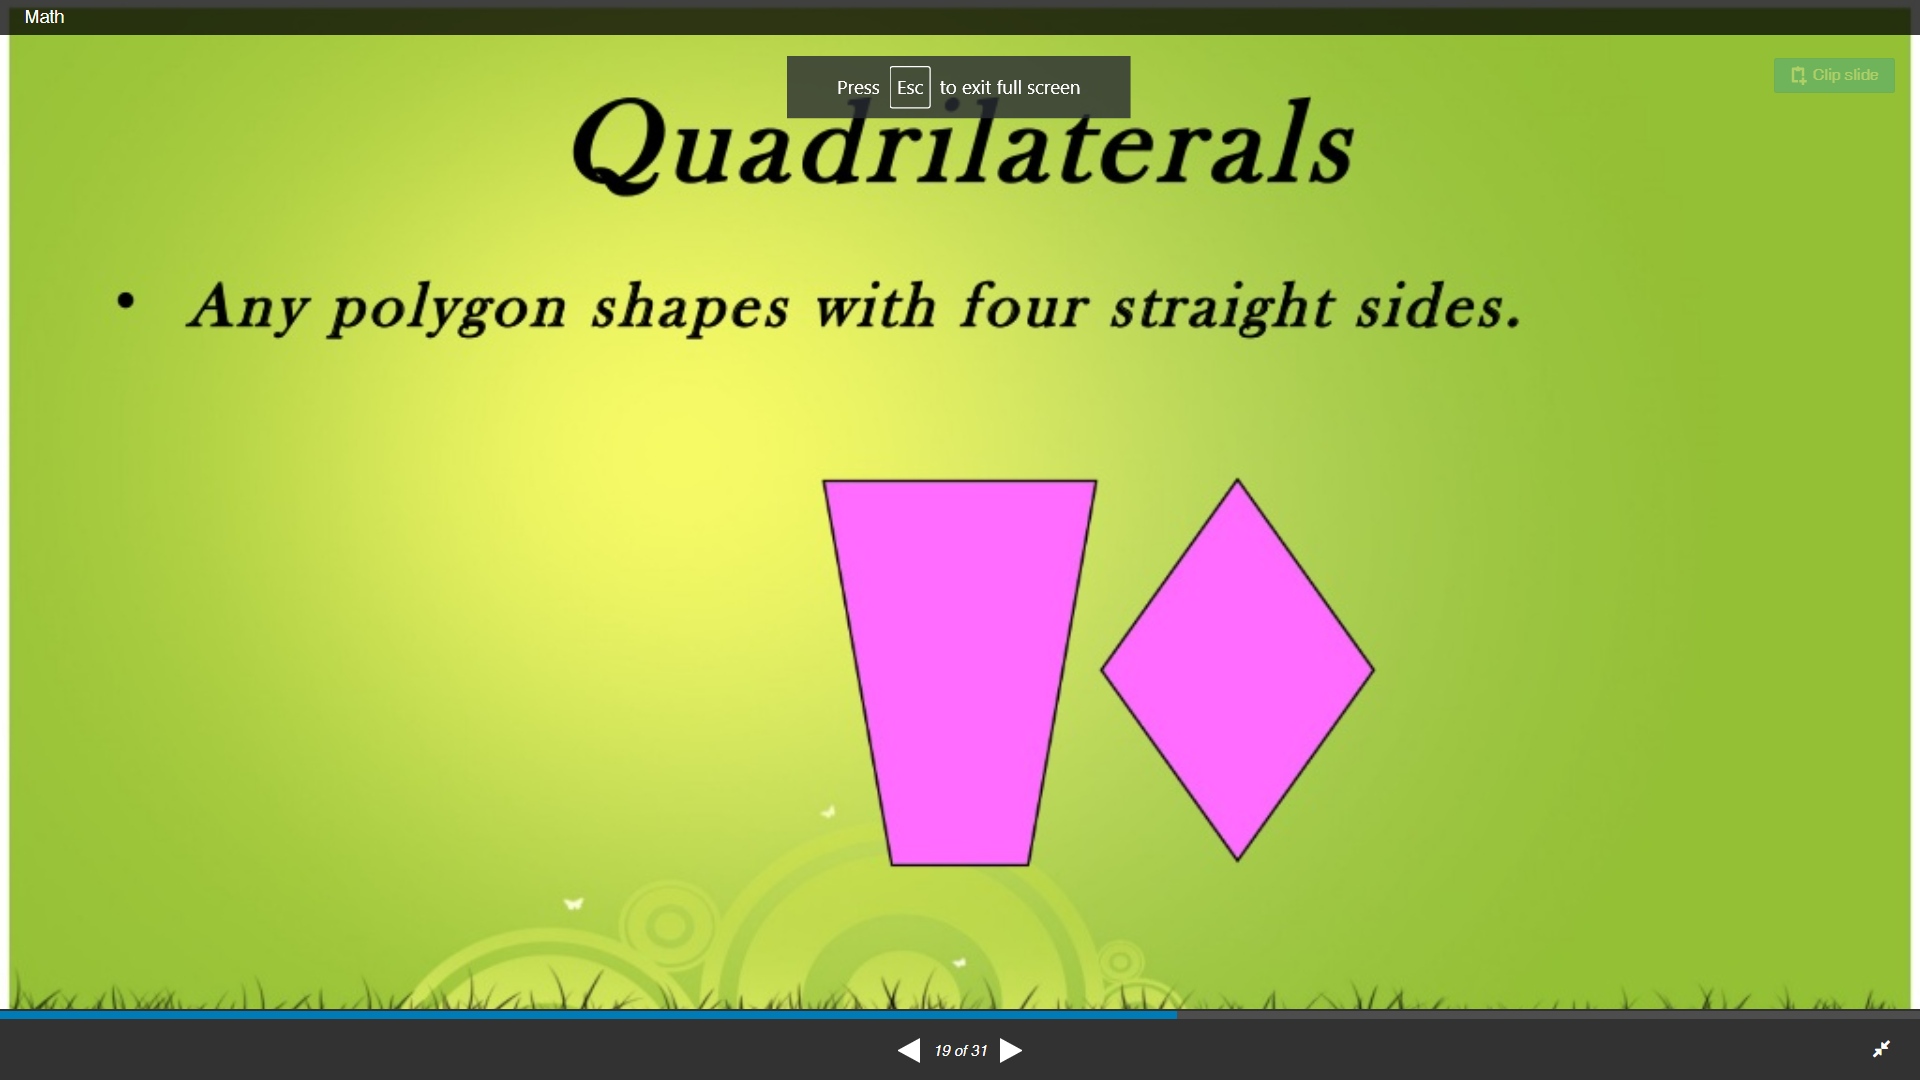 Math
Press Esc to exit full screen
Clip slide
Quadrilaterals
• Any polygon shapes with four straight sides.
19 of 31